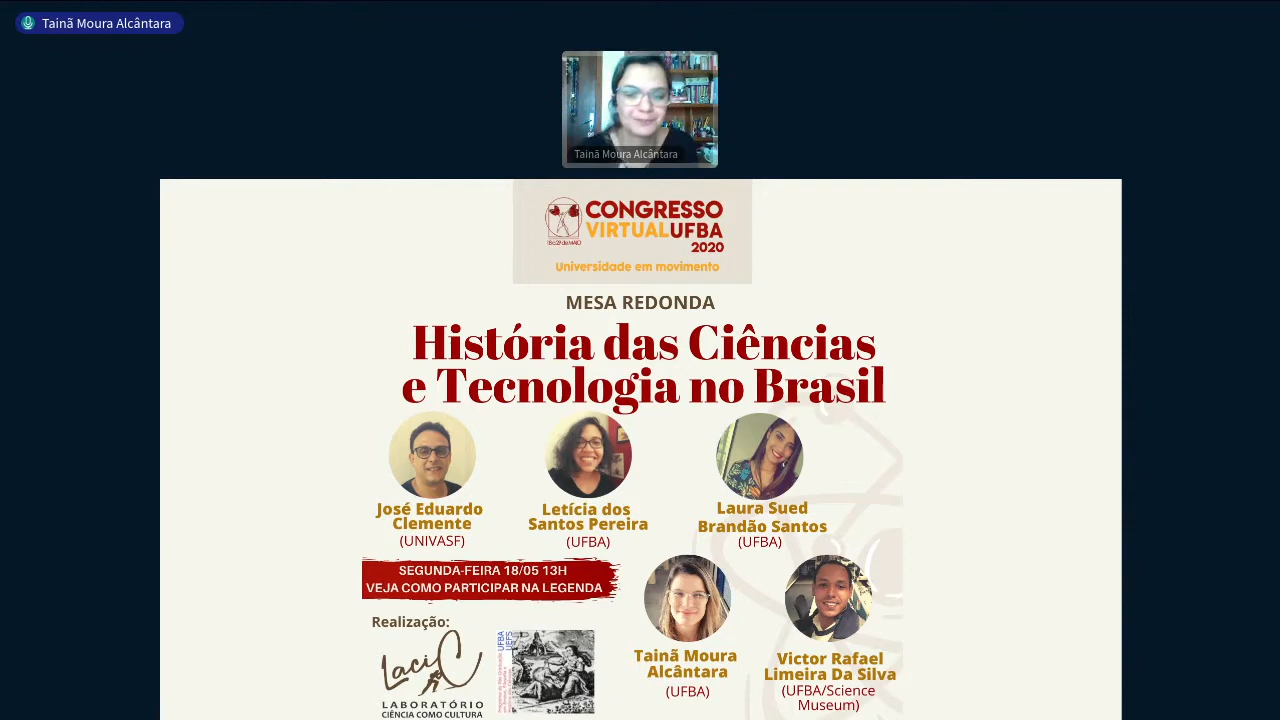 Tainã Moura Alcântara
Tainã Moura Alcântara
CONGRESSO
VIRTUALUFBA
2020
Universidade em movimento
MESA REDONDA
História das Ciências
e Tecnologia no Brasil
José Eduardo
Clemente
(UNIVASF)
Letícia dos
Santos Pereira
(UFBA)
Laura Sued
Brandão Santos
(UFBA)
SEGUNDA-FEIRA 18/05 13H
VEJA COMO PARTICIPAR NA LEGENDA
Tainã Moura
Alcântara
(UFBA)
Victor Rafael
Limeira Da Silva
(UFBA/Science
Museum)
Realização:
LaciC
LABORATÓRIO
CIÊNCIA COMO CULTURA
UFBA
UEFS